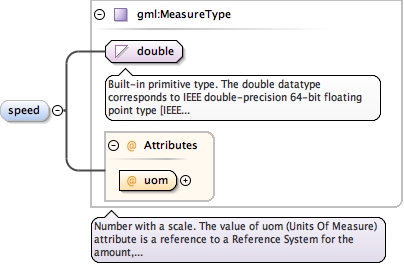 gml:MeasureType
double
Built-in primitive type. The double datatype
corresponds to IEEE double-precision 64-bit floating
point type [IEEE...
speed
@ Attributes
@ uom
Number with a scale. The value of uom (Units Of Measure)
attribute is a reference to a Reference System for the
amount,...